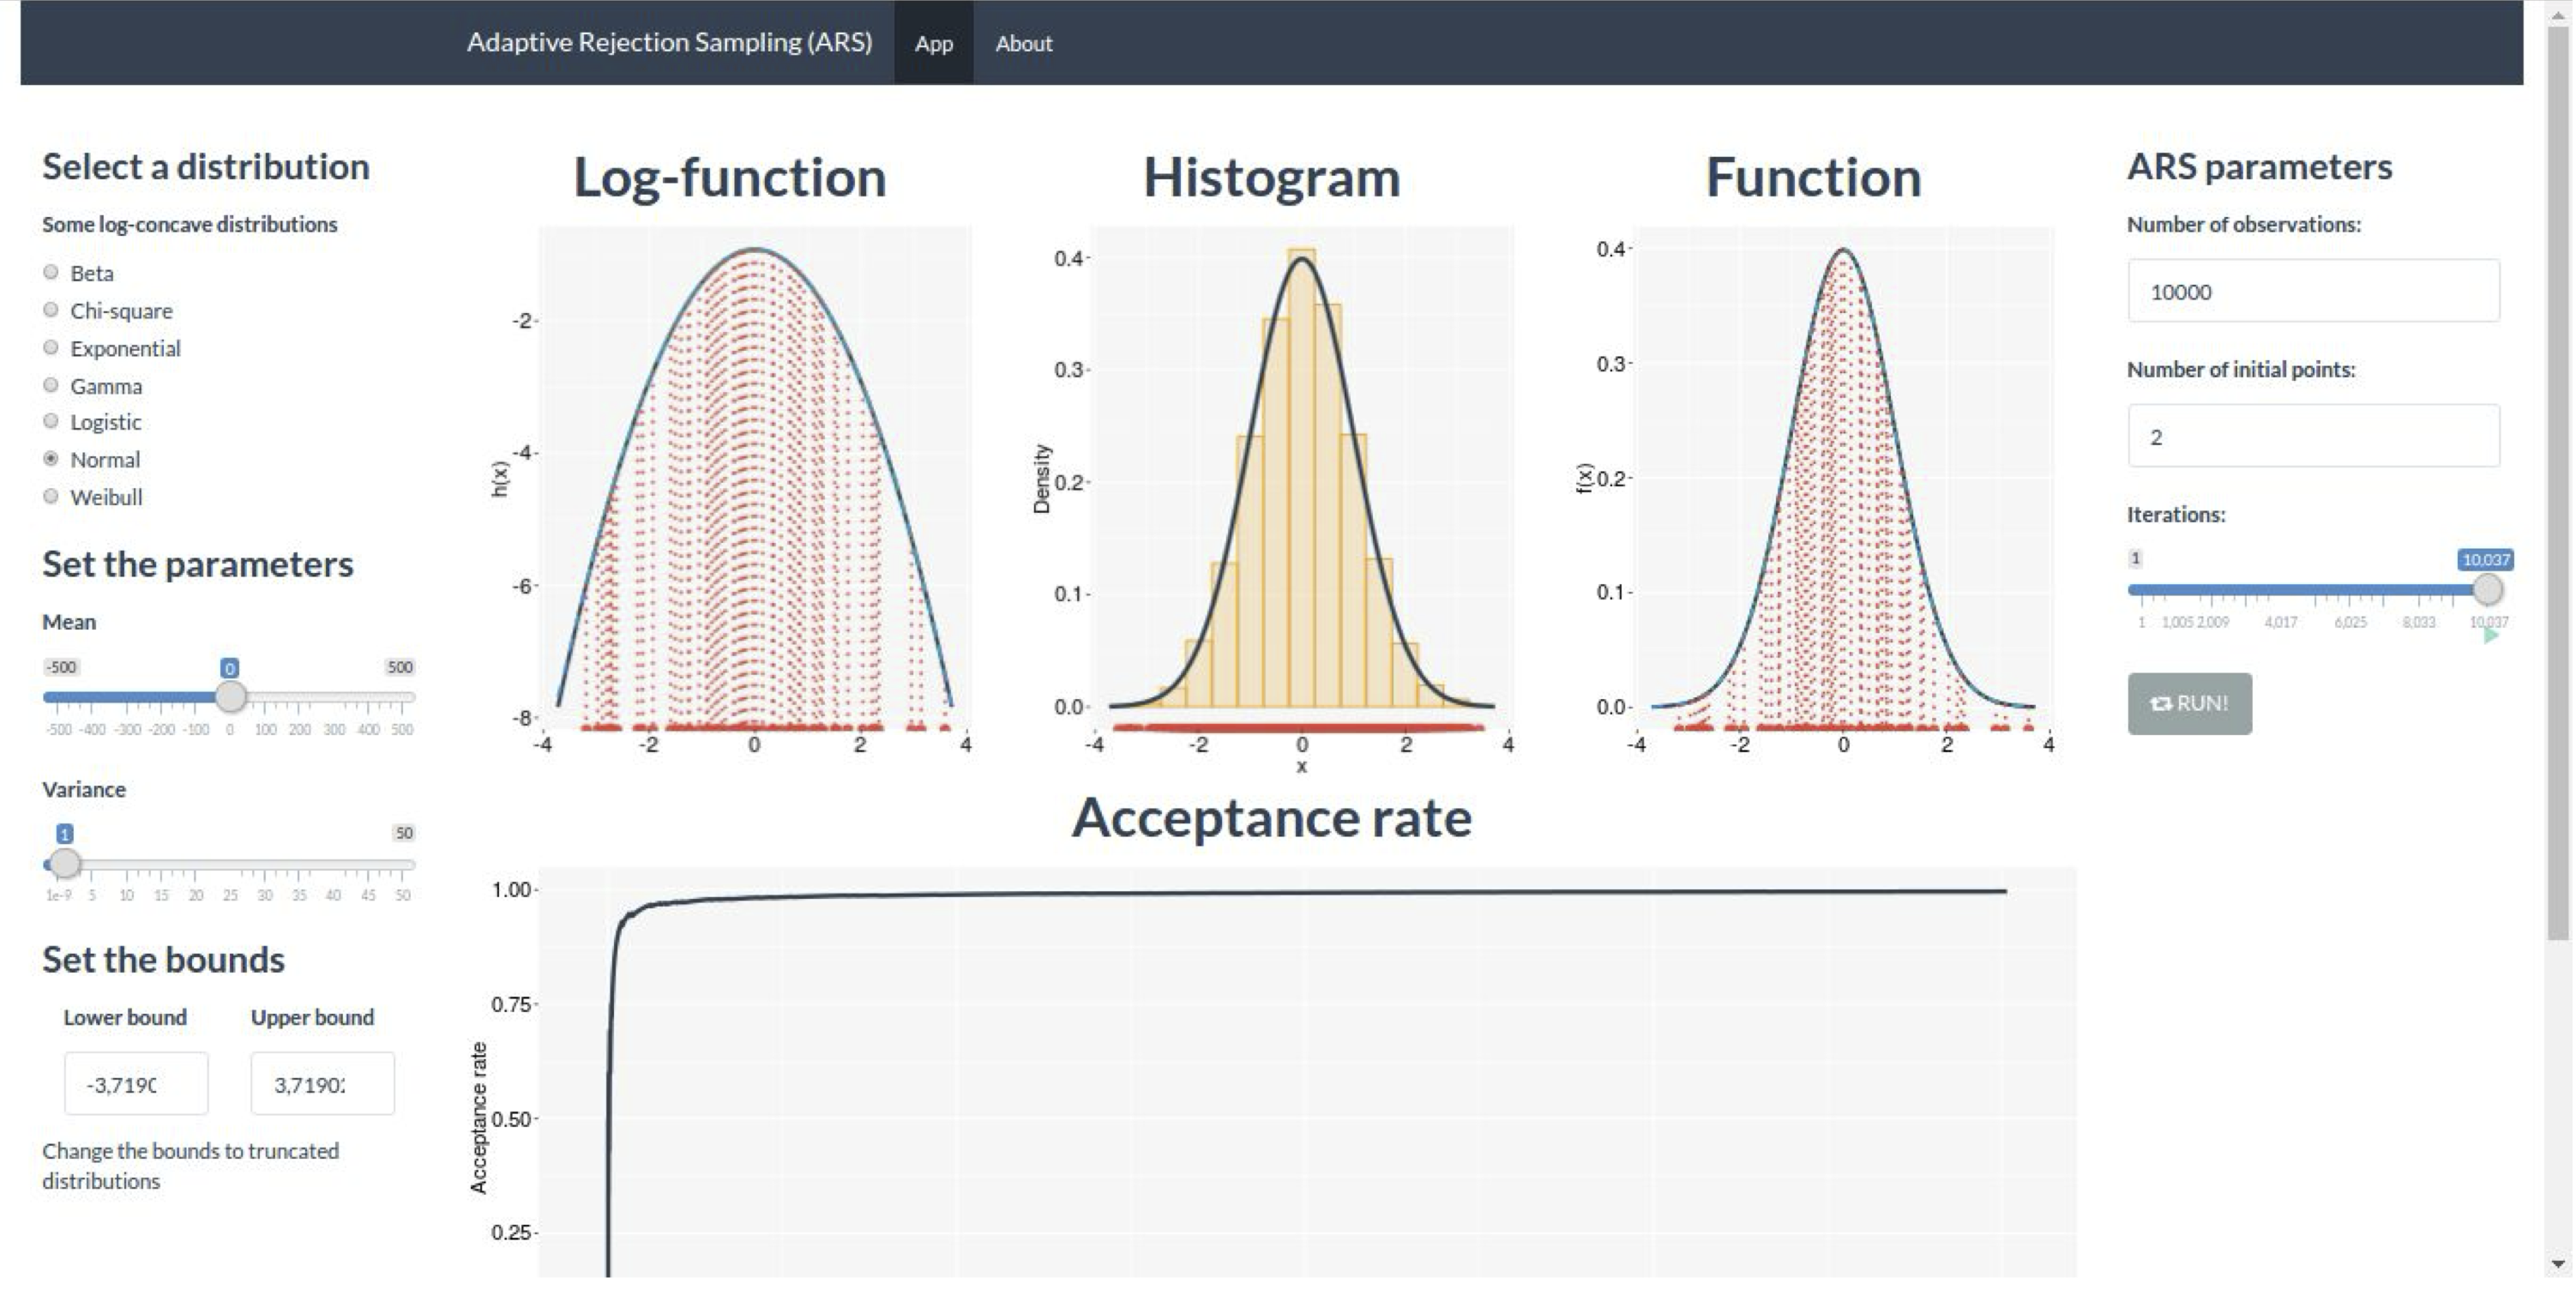 Adaptive Rejection Sampling (ARS) App About
Select a distribution
Some log-concave distributions
Beta
Chi-square
Exponential
Gamma
Logistic
Normal
Weibull
Set the parameters
Mean
-500 0 500
-500 -400 -300 -200 -100 0 100 200 300 400 500
Variance
1 50
1e-9 5 10 15 20 25 30 35 40 45 50
Set the bounds
Lower bound Upper bound
-3,7190 3,71902
Change the bounds to truncated
distributions
Log-function
h(x)
-2
-4
-6
-8
-4 -2 0 2 4
Histogram
Density
0.4
0.3
0.2
0.1
0.0
-4 -2 0 2 4
x
Function
f(x)
0.4
0.3
0.2
0.1
0.0
-4 -2 0 2 4
Acceptance rate
Acceptance rate
1.00
0.75
0.50
0.25
ARS parameters
Number of observations:
10000
Number of initial points:
2
Iterations:
1 10,037
1 1,005 2,009 4,017 6,025 8,033 10,037
RUN!